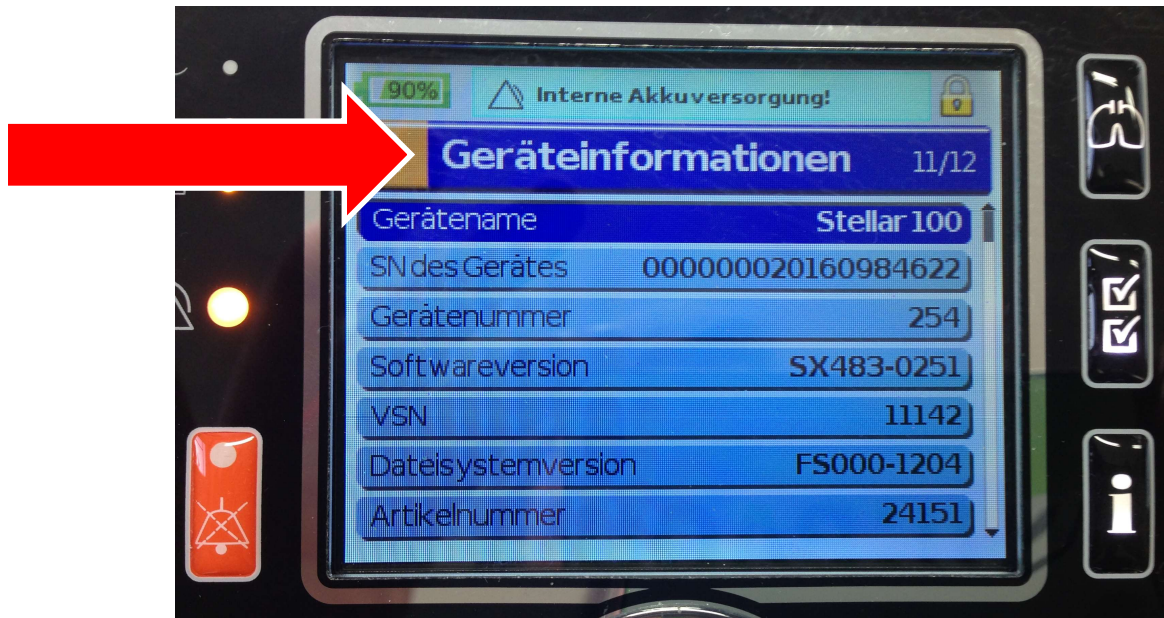 90%
Interne Akkuversorgung!
Geräteinformationen 11/12
Gerätename Stellar 100
SN des Gerätes 000000020160984622
Gerätenummer 254
Softwareversion SX483-0251
VSN 11142
Dateisystemversion FS000-1204
Artikelnummer 24151